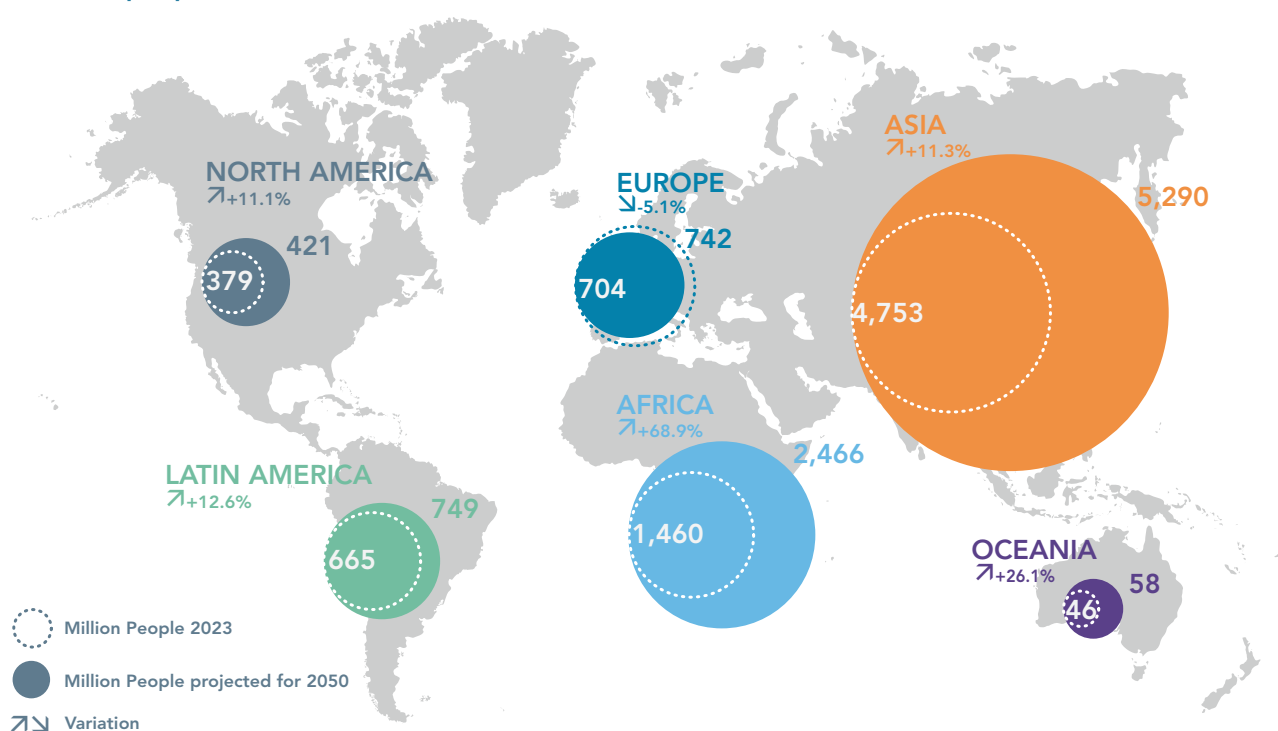 NORTH AMERICA
+11.1%
421
379
EUROPE
-5.1%
742
704
ASIA
+11.3%
5,290
4,753
AFRICA
+68.9%
2,466
1,460
LATIN AMERICA
+12.6%
749
665
OCEANIA
+26.1%
58
46
Million People 2023
Million People projected for 2050
Variation